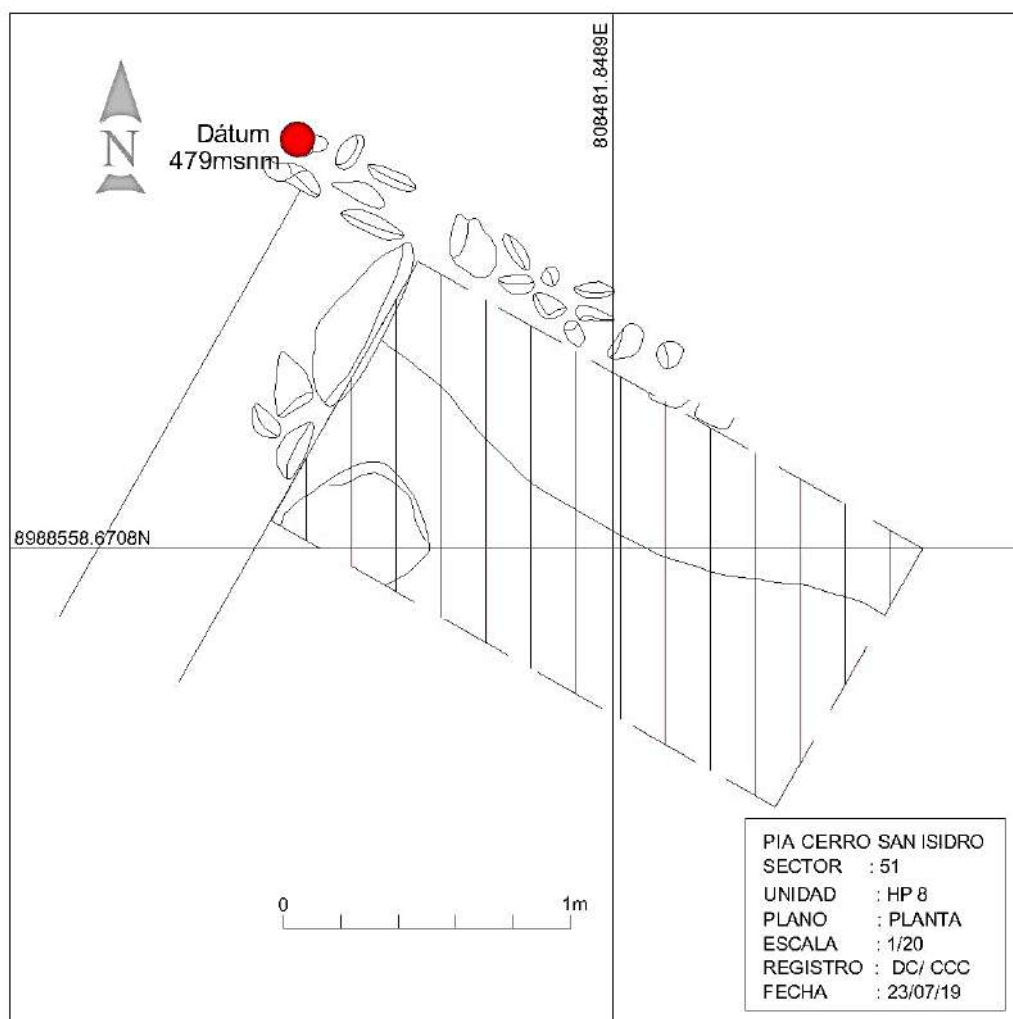 808481.8489E
N
Dátum
479msnm
8988558.6708N
0 1m
PIA CERRO SAN ISIDRO
SECTOR : 51
UNIDAD : HP 8
PLANO : PLANTA
ESCALA : 1/20
REGISTRO : DC/ CCC
FECHA : 23/07/19